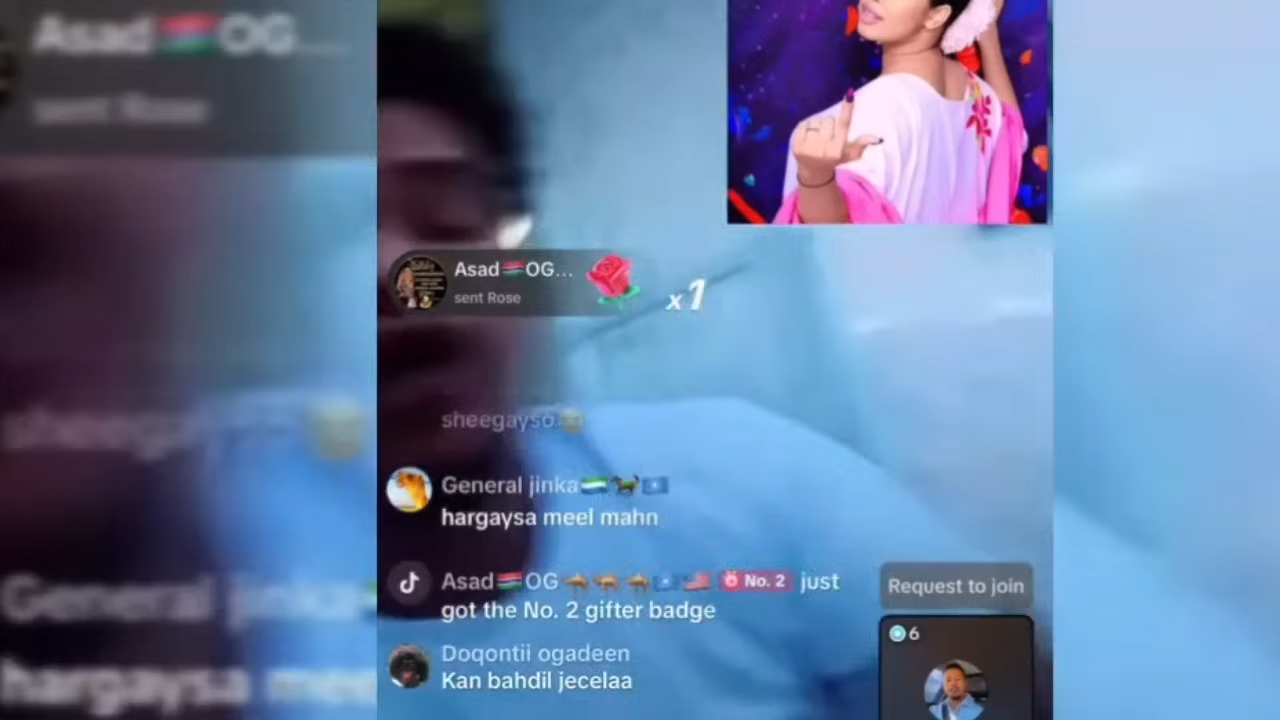 Asad OG...
sent Rose
x1
sheegayso
General jinka
hargaysa meel mahn
Asad OG No. 2 just
got the No. 2 gifter badge
Request to join
6
Doqontii ogadeen
Kan bahdil jecelaa